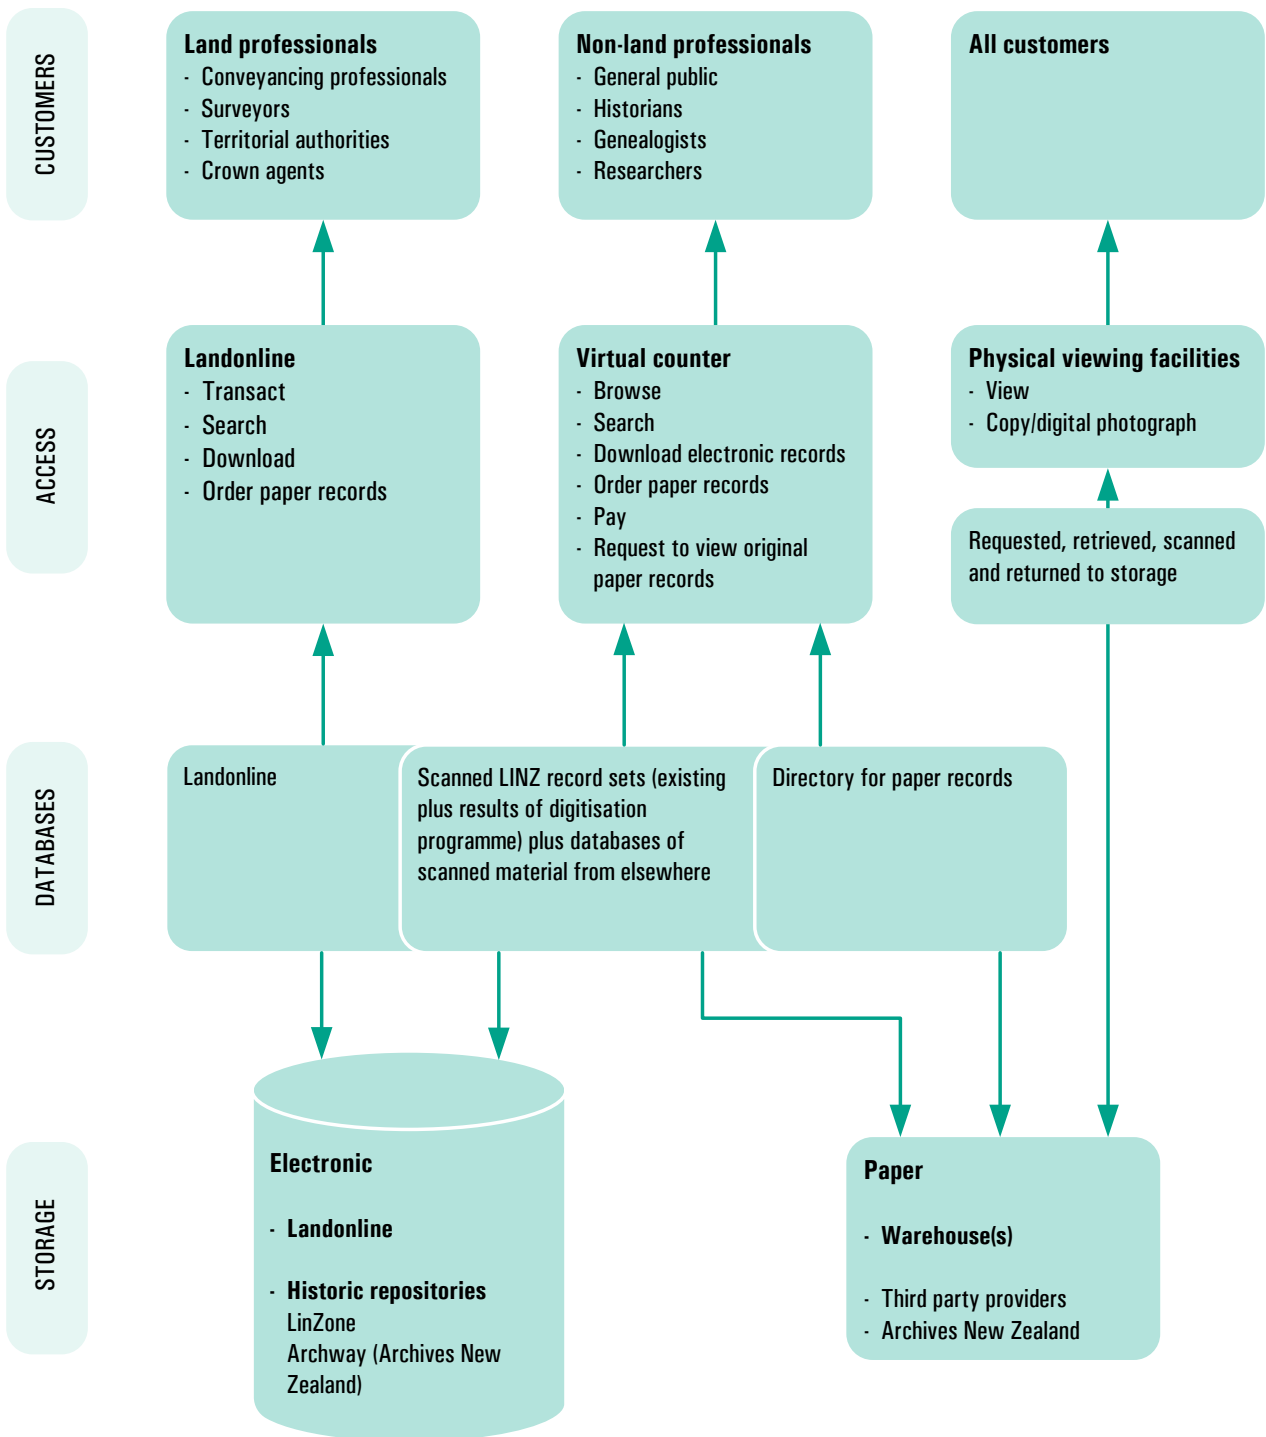 CUSTOMERS
Land professionals
- Conveyancing professionals
- Surveyors
- Territorial authorities
- Crown agents
Non-land professionals
- General public
- Historians
- Genealogists
- Researchers
All customers
ACCESS
Landonline
- Transact
- Search
- Download
- Order paper records
Virtual counter
- Browse
- Search
- Download electronic records
- Order paper records
- Pay
- Request to view original
paper records
Physical viewing facilities
- View
- Copy/digital photograph
Requested, retrieved, scanned
and returned to storage
DATABASES
Landonline
Scanned LINZ record sets (existing
plus results of digitisation
programme) plus databases of
scanned material from elsewhere
Directory for paper records
STORAGE
Electronic
- Landonline
- Historic repositories
LinZone
Archway (Archives New
Zealand)
Paper
- Warehouse(s)
- Third party providers
- Archives New Zealand